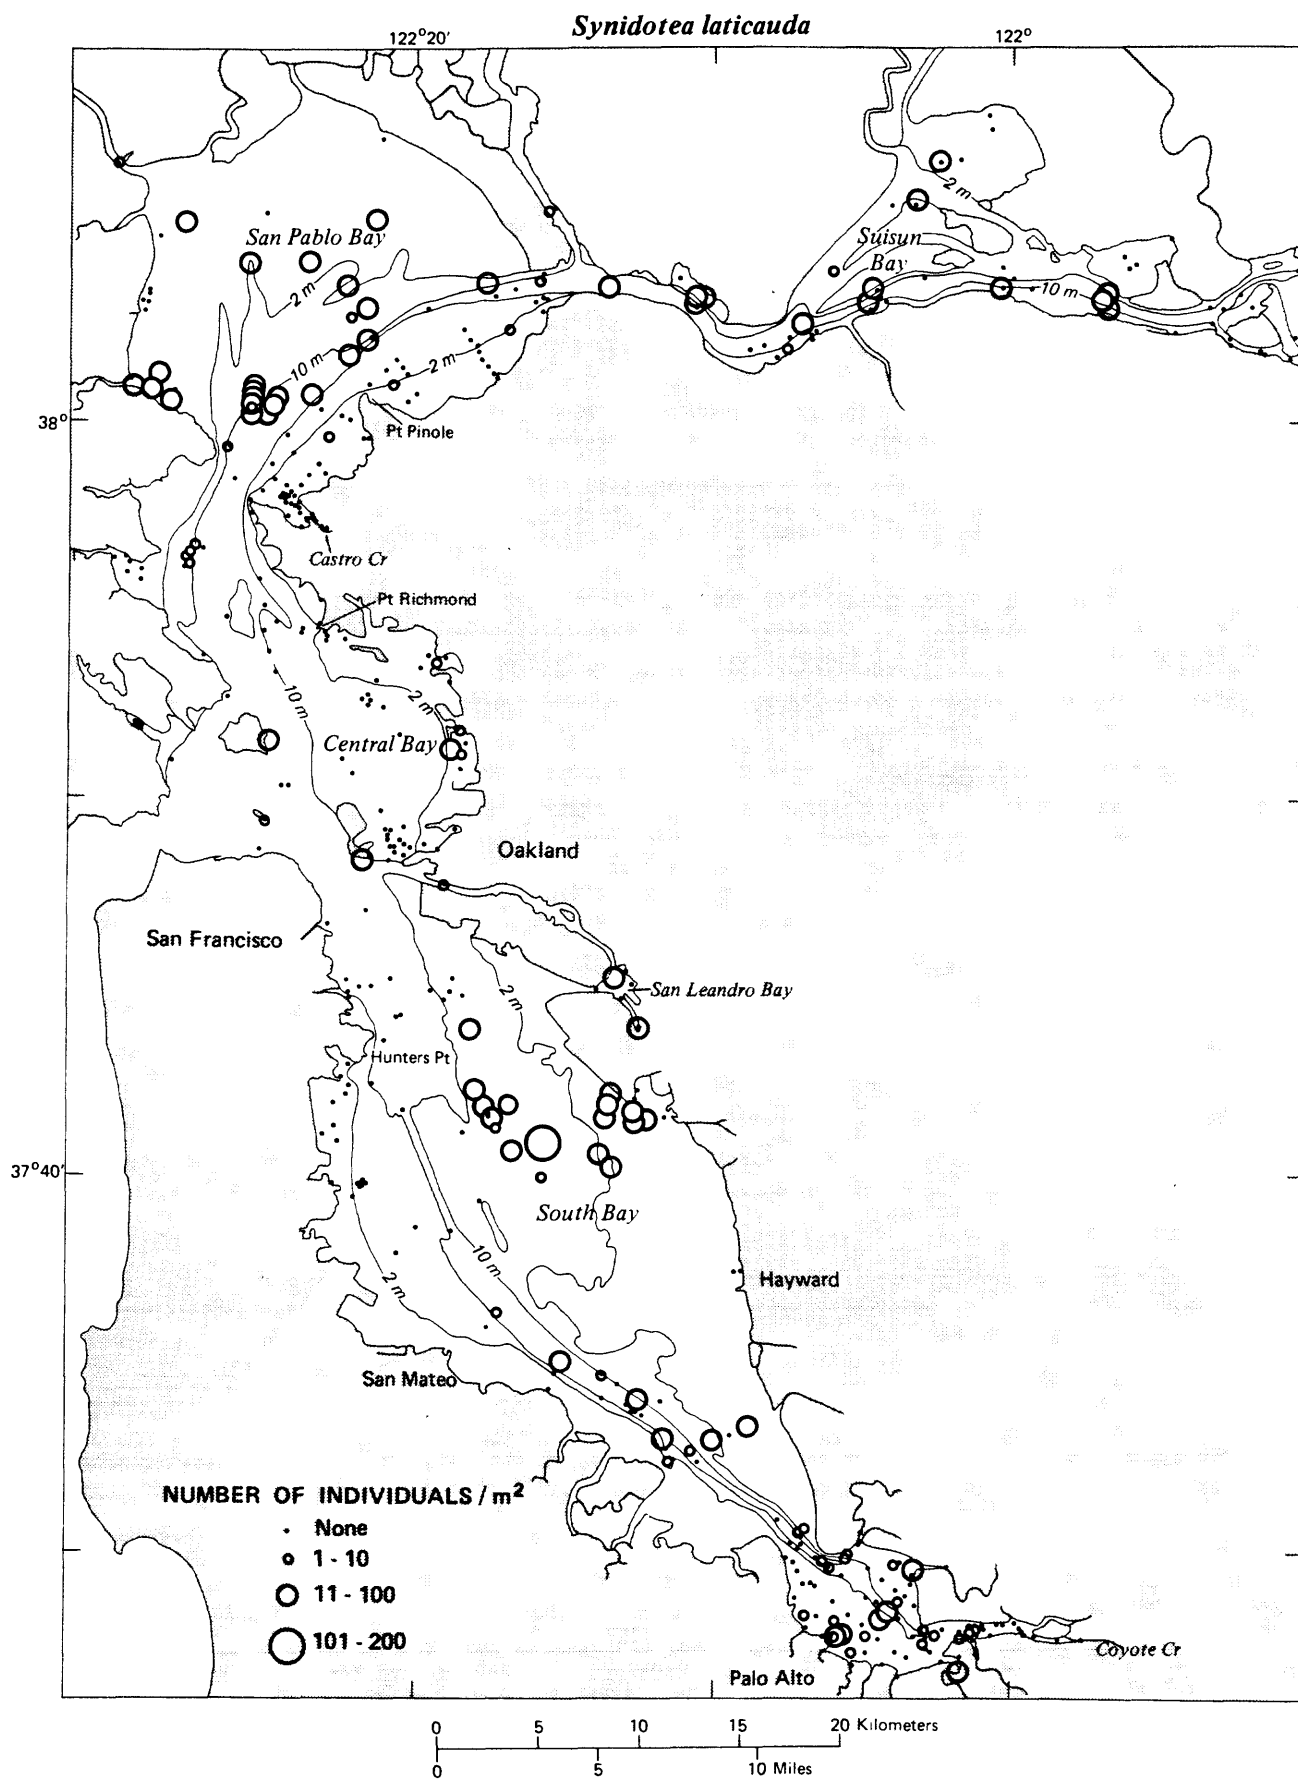 Synidotea laticauda
122°20'
122°
2 m
San Pablo Bay
Suisun
Bay
2 m
10 m
10 m
2 m
38°
Pt Pinole
Castro Cr
Pt Richmond
10 m
2 m
Central Bay
Oakland
San Francisco
2 m
San Leandro Bay
Hunters Pt
37°40'
South Bay
10 m
2 m
Hayward
San Mateo
NUMBER OF INDIVIDUALS / m²
None
1 - 10
11 - 100
101 - 200
Coyote Cr
Palo Alto
0 5 10 15 20 Kilometers
0 5 10 Miles